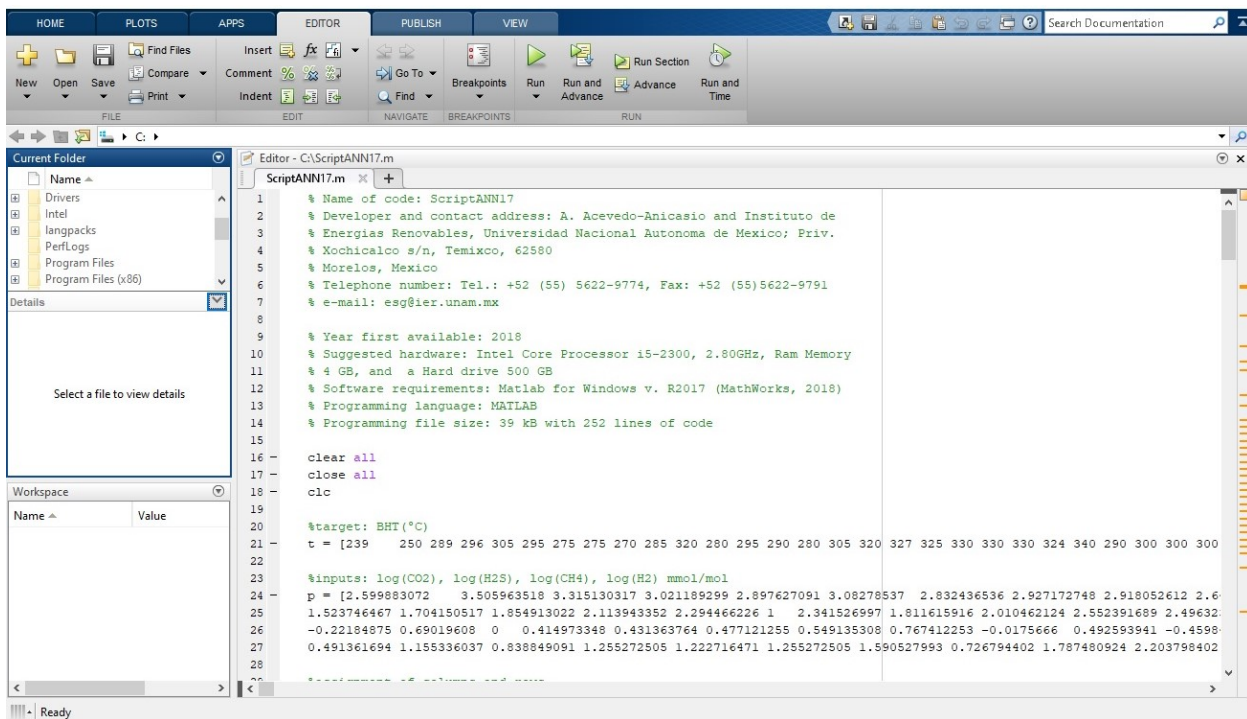 HOME PLOTS APPS EDITOR PUBLISH VIEW Search Documentation
New Open Save Find Files Compare Print
Insert fx Comment Indent
Go To Find
Breakpoints
Run Run and Advance Run Section Advance Run and Time
FILE EDIT NAVIGATE BREAKPOINTS RUN
C:
Current Folder
Name
Drivers
Intel
langpacks
PerfLogs
Program Files
Program Files (x86)
Details
Select a file to view details
Workspace
Name Value
Editor - C:\ScriptANN17.m
ScriptANN17.m
1 % Name of code: ScriptANN17
2 % Developer and contact address: A. Acevedo-Anicasio and Instituto de
3 % Energias Renovables, Universidad Nacional Autonoma de Mexico; Priv.
4 % Xochicalco s/n, Temixco, 62580
5 % Morelos, Mexico
6 % Telephone number: Tel.: +52 (55) 5622-9774, Fax: +52 (55)5622-9791
7 % e-mail: esg@ier.unam.mx
8
9 % Year first available: 2018
10 % Suggested hardware: Intel Core Processor i5-2300, 2.80GHz, Ram Memory
11 % 4 GB, and a Hard drive 500 GB
12 % Software requirements: Matlab for Windows v. R2017 (MathWorks, 2018)
13 % Programming language: MATLAB
14 % Programming file size: 39 kB with 252 lines of code
15
16 – clear all
17 – close all
18 – clc
19
20 %target: BHT(°C)
21 – t = [239 250 289 296 305 295 275 275 270 285 320 280 295 290 280 305 320 327 325 330 330 330 324 340 290 300 300 300
22
23 %inputs: log(CO2), log(H2S), log(CH4), log(H2) mmol/mol
24 – p = [2.599883072 3.505963518 3.315130317 3.021189299 2.897627091 3.08278537 2.832436536 2.927172748 2.918052612 2.6
25 1.523746467 1.704150517 1.854913022 2.113943352 2.294466226 1 2.341526997 1.811615916 2.010462124 2.552391689 2.49632
26 -0.22184875 0.69019608 0 0.414973348 0.431363764 0.477121255 0.549135308 0.767412253 -0.0175666 0.492593941 -0.4598
27 0.491361694 1.155336037 0.838849091 1.255272505 1.222716471 1.255272505 1.590527993 0.726794402 1.787480924 2.203798402
28
Ready